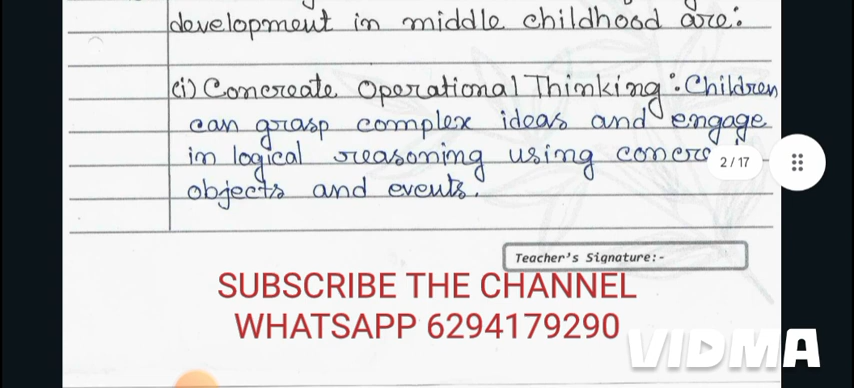 development in middle childhood are:
(i) Concreate Operational Thinking: Children
can grasp complex ideas and engage
in logical reasoning using
objects and events.
2/17
Teacher's Signature:-
SUBSCRIBE THE CHANNEL
WHATSAPP 6294179290
VIDMA